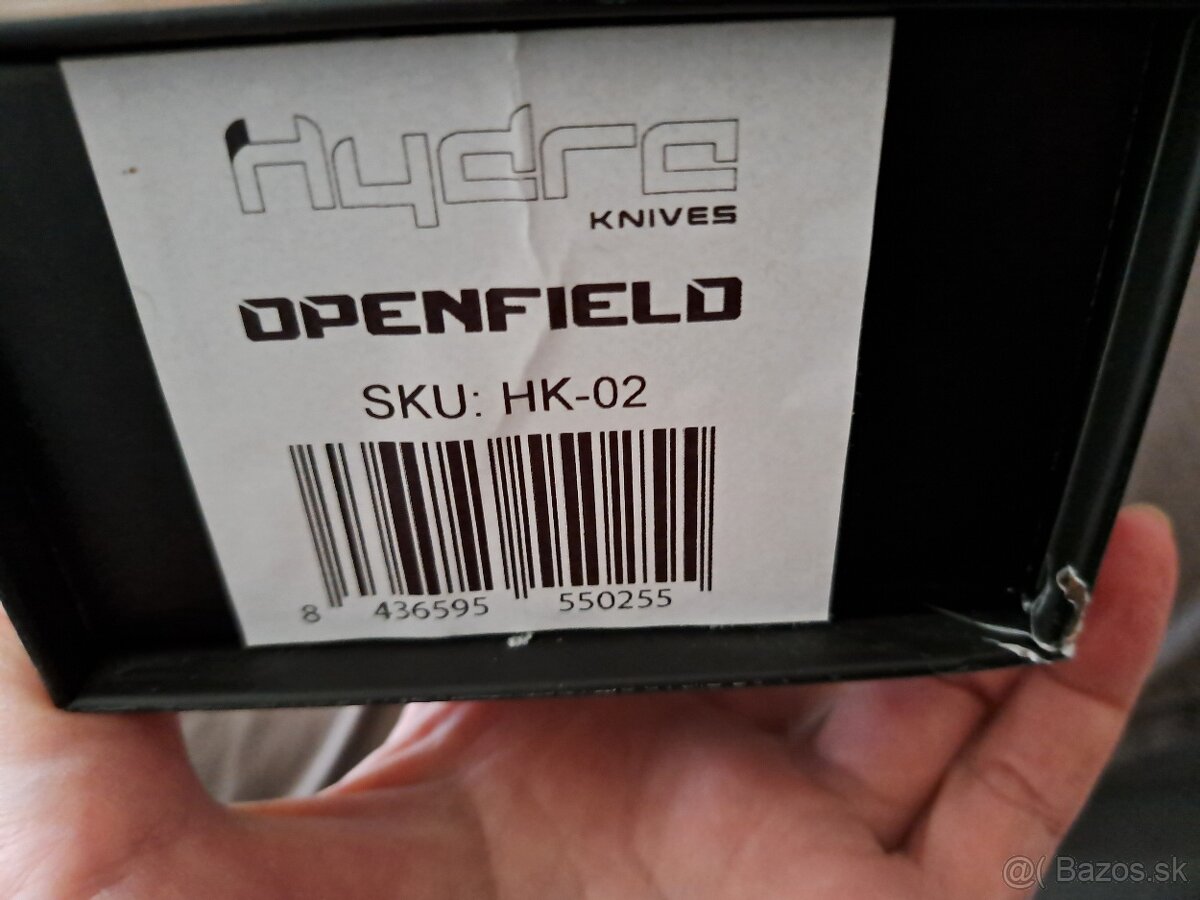 Hydra
KNIVES
OPENFIELD
SKU: HK-02
8 436595 550255
@( Bazos.sk